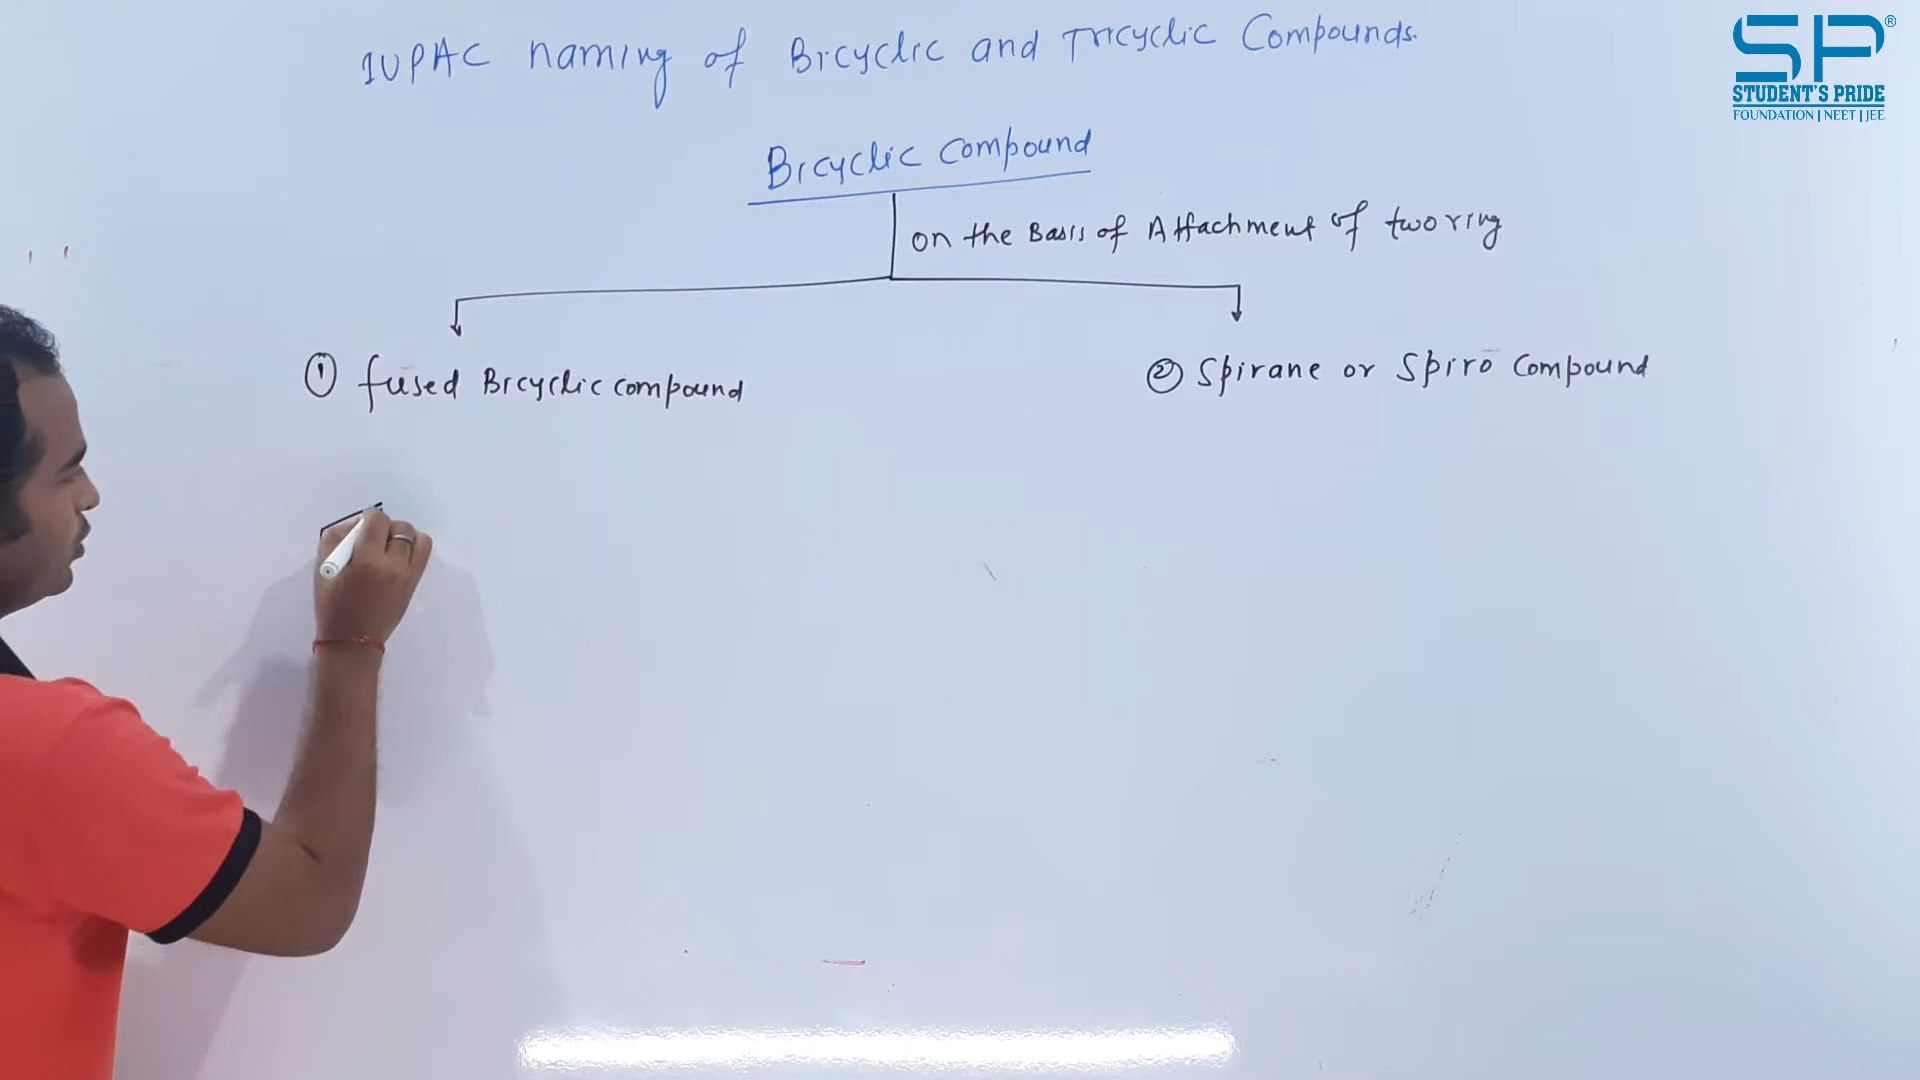 IUPAC naming of Bicyclic and Tricyclic Compounds.
SP®
STUDENT'S PRIDE
FOUNDATION | NEET | JEE
Bicyclic Compound
on the Basis of Attachment of two ring
① fused Bicyclic compound
② Spirane or Spiro Compound